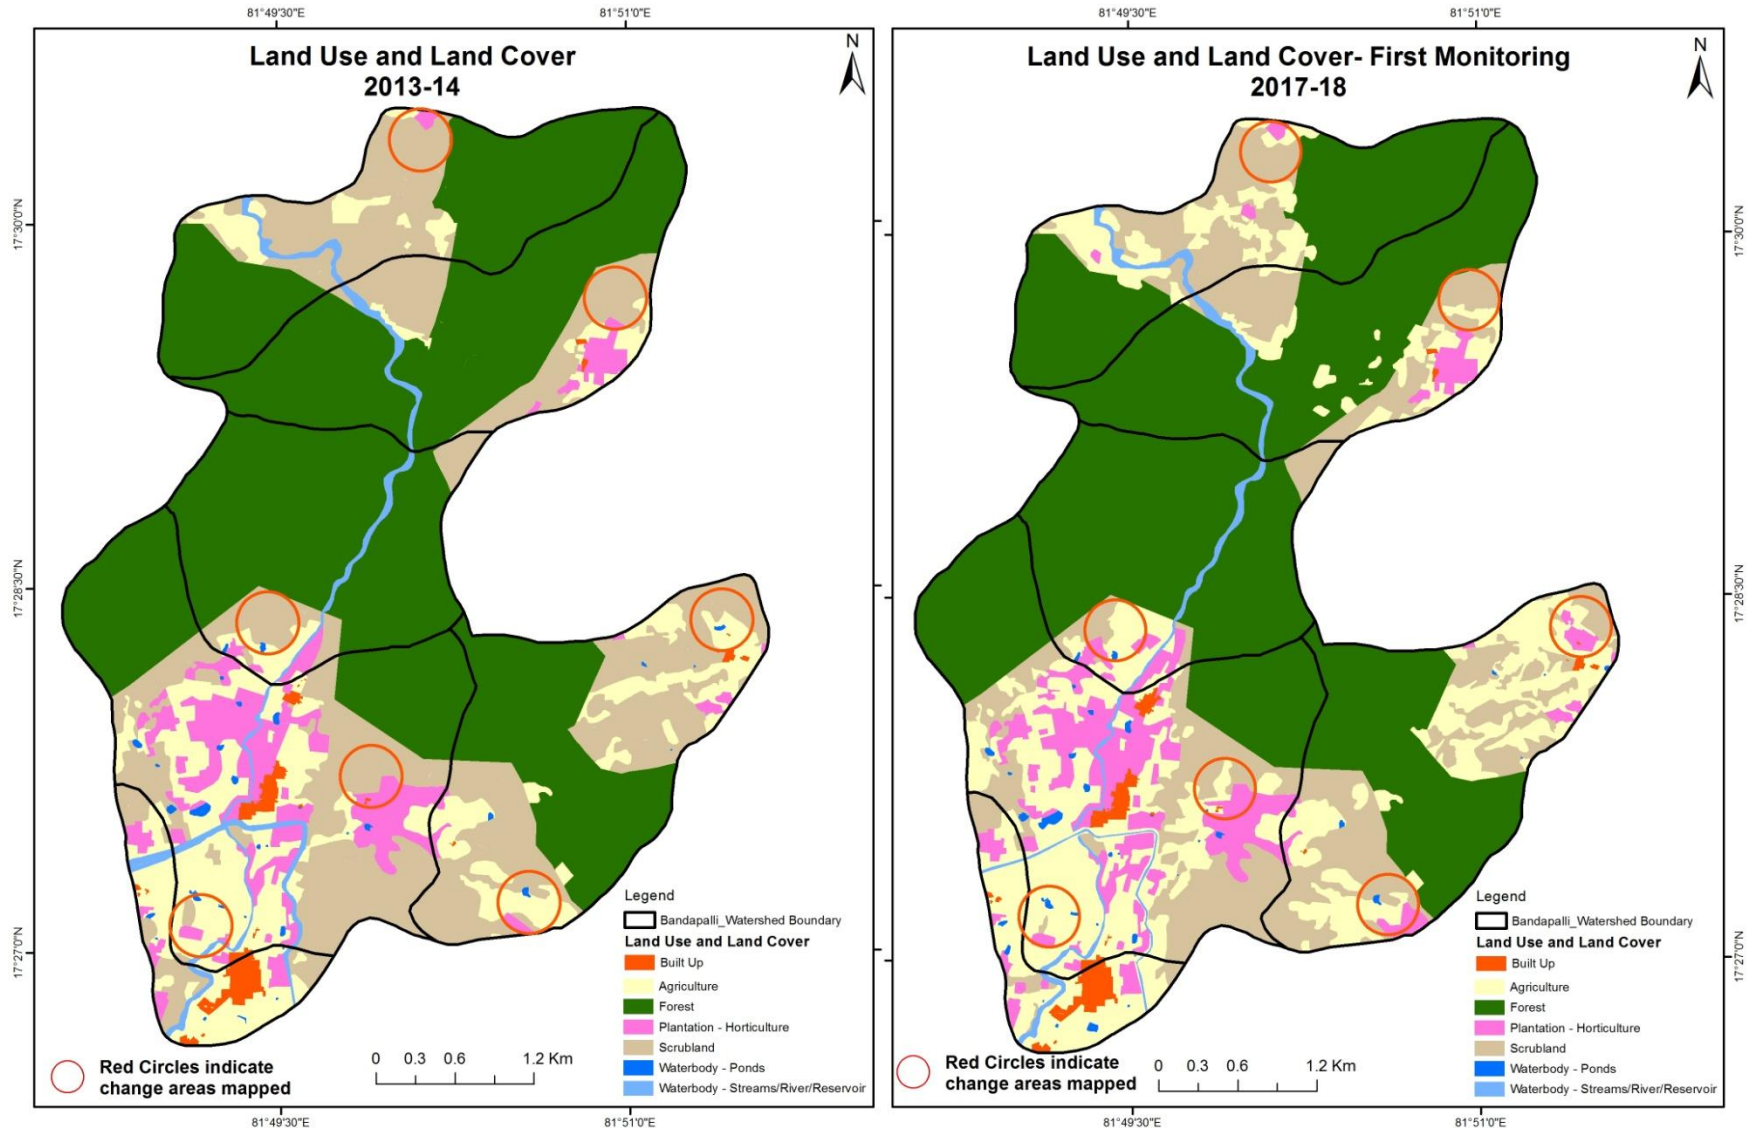 81°49'30"E
81°51'0"E
81°49'30"E
81°51'0"E
Land Use and Land Cover
2013-14
N
Land Use and Land Cover- First Monitoring
2017-18
N
17°30'0"N
17°30'0"N
17°28'30"N
17°28'30"N
17°27'0"N
17°27'0"N
Legend
Bandapalli_Watershed Boundary
Land Use and Land Cover
Built Up
Agriculture
Forest
Plantation - Horticulture
Scrubland
Waterbody - Ponds
Waterbody - Streams/River/Reservoir
Red Circles indicate
change areas mapped
0 0.3 0.6 1.2 Km
Legend
Bandapalli_Watershed Boundary
Land Use and Land Cover
Built Up
Agriculture
Forest
Plantation - Horticulture
Scrubland
Waterbody - Ponds
Waterbody - Streams/River/Reservoir
Red Circles indicate
change areas mapped
0 0.3 0.6 1.2 Km
81°49'30"E
81°51'0"E
81°49'30"E
81°51'0"E